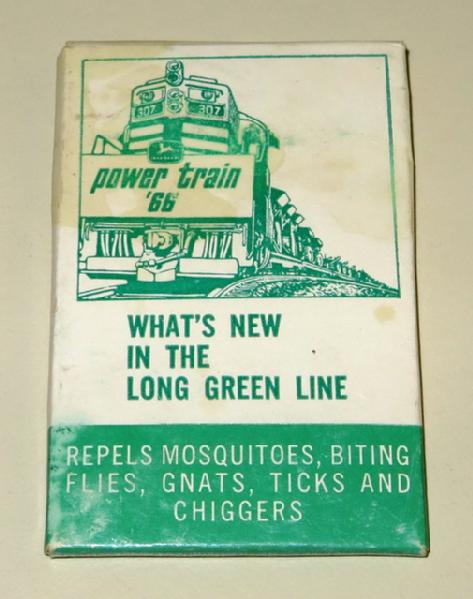 307 307
power train
'66
WHAT'S NEW
IN THE
LONG GREEN LINE
REPELS MOSQUITOES, BITING
FLIES, GNATS, TICKS AND
CHIGGERS